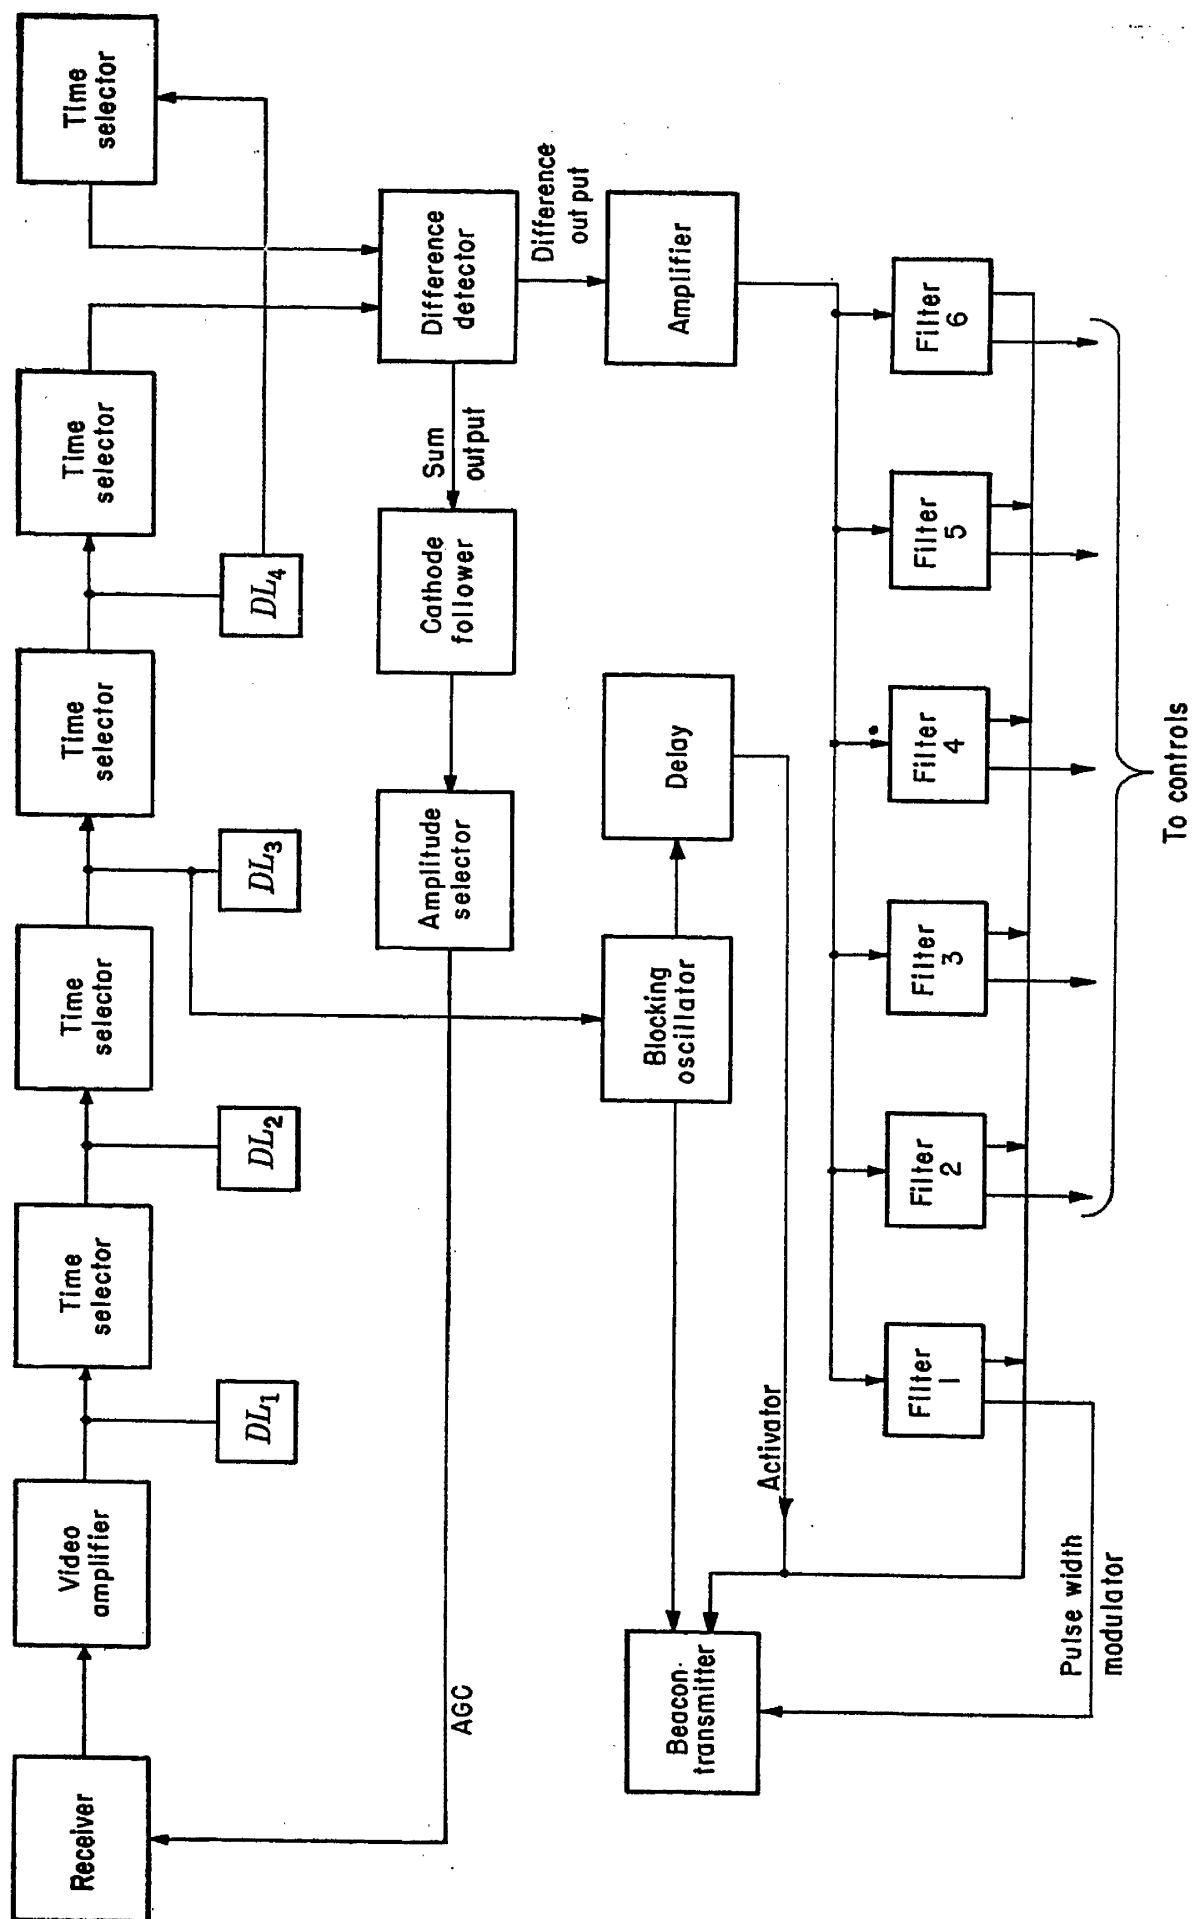 Receiver
Video
amplifier
Time
selector
Time
selector
Time
selector
Time
selector
Time
selector
DL1
DL2
DL3
DL4
AGC
Amplitude
selector
Cathode
follower
Sum
output
Difference
detector
Difference
output
Beacon
transmitter
Blocking
oscillator
Delay
Amplifier
Activator
Filter
1
Filter
2
Filter
3
Filter
4
Filter
5
Filter
6
Pulse width
modulator
To controls